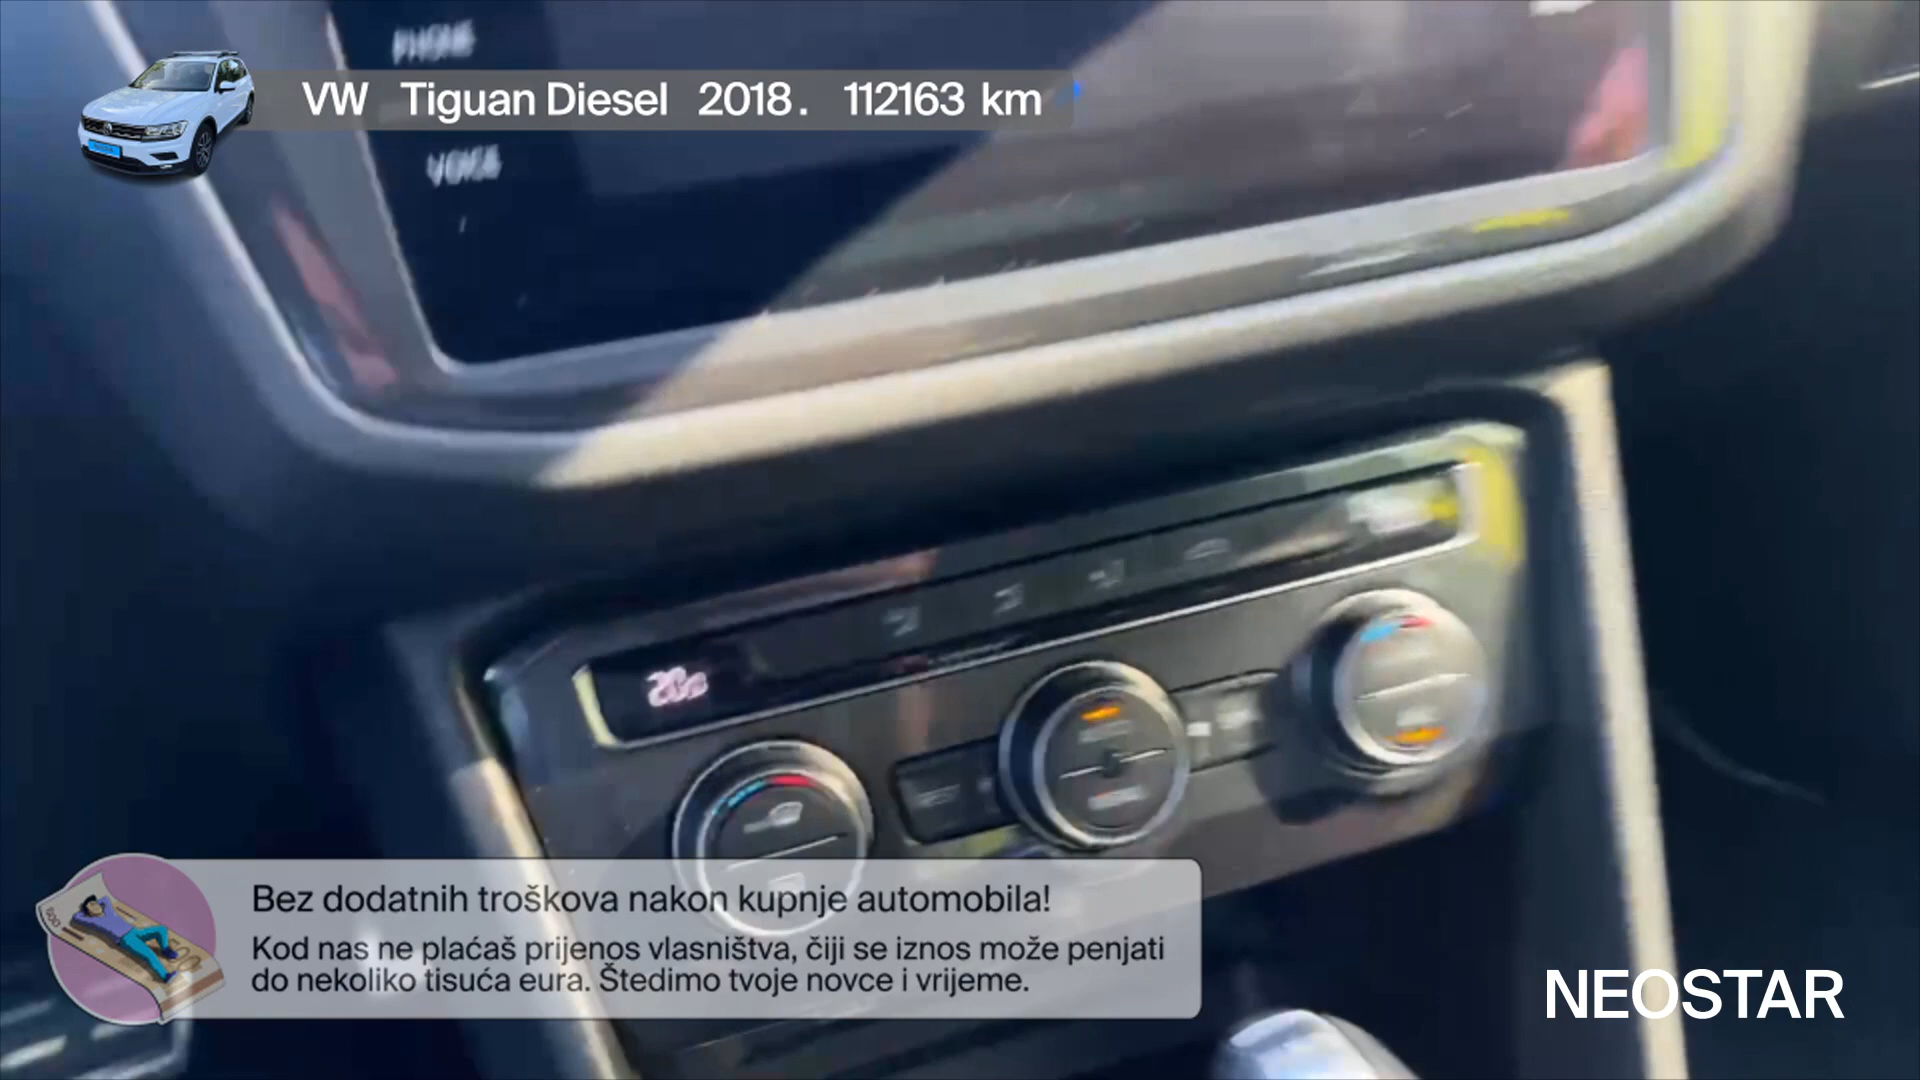 PHONE
VW Tiguan Diesel 2018. 112163 km
VOICE
Bez dodatnih troškova nakon kupnje automobila!
Kod nas ne plaćaš prijenos vlasništva, čiji se iznos može penjati
do nekoliko tisuća eura. Štedimo tvoje novce i vrijeme.
NEOSTAR